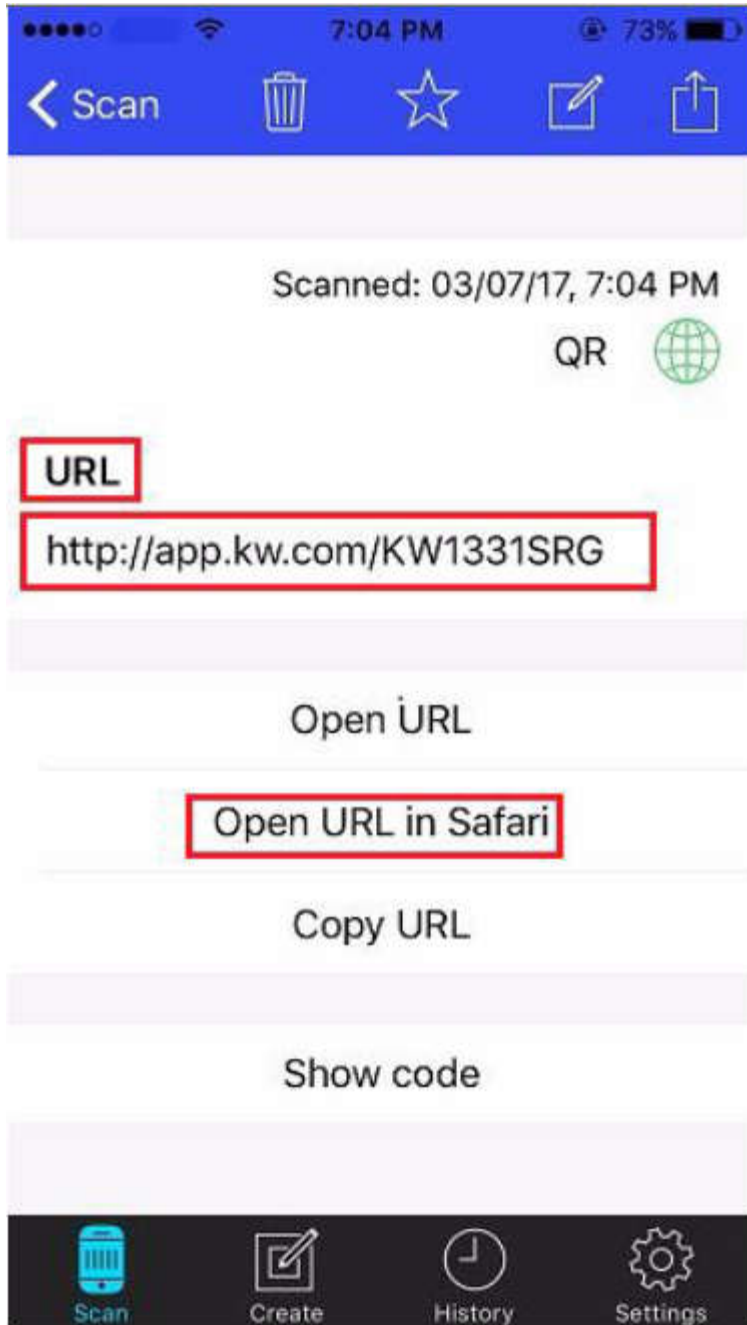 7:04 PM 73%
Scan
Scanned: 03/07/17, 7:04 PM
QR
URL
http://app.kw.com/KW1331SRG
Open URL
Open URL in Safari
Copy URL
Show code
Scan Create History Settings